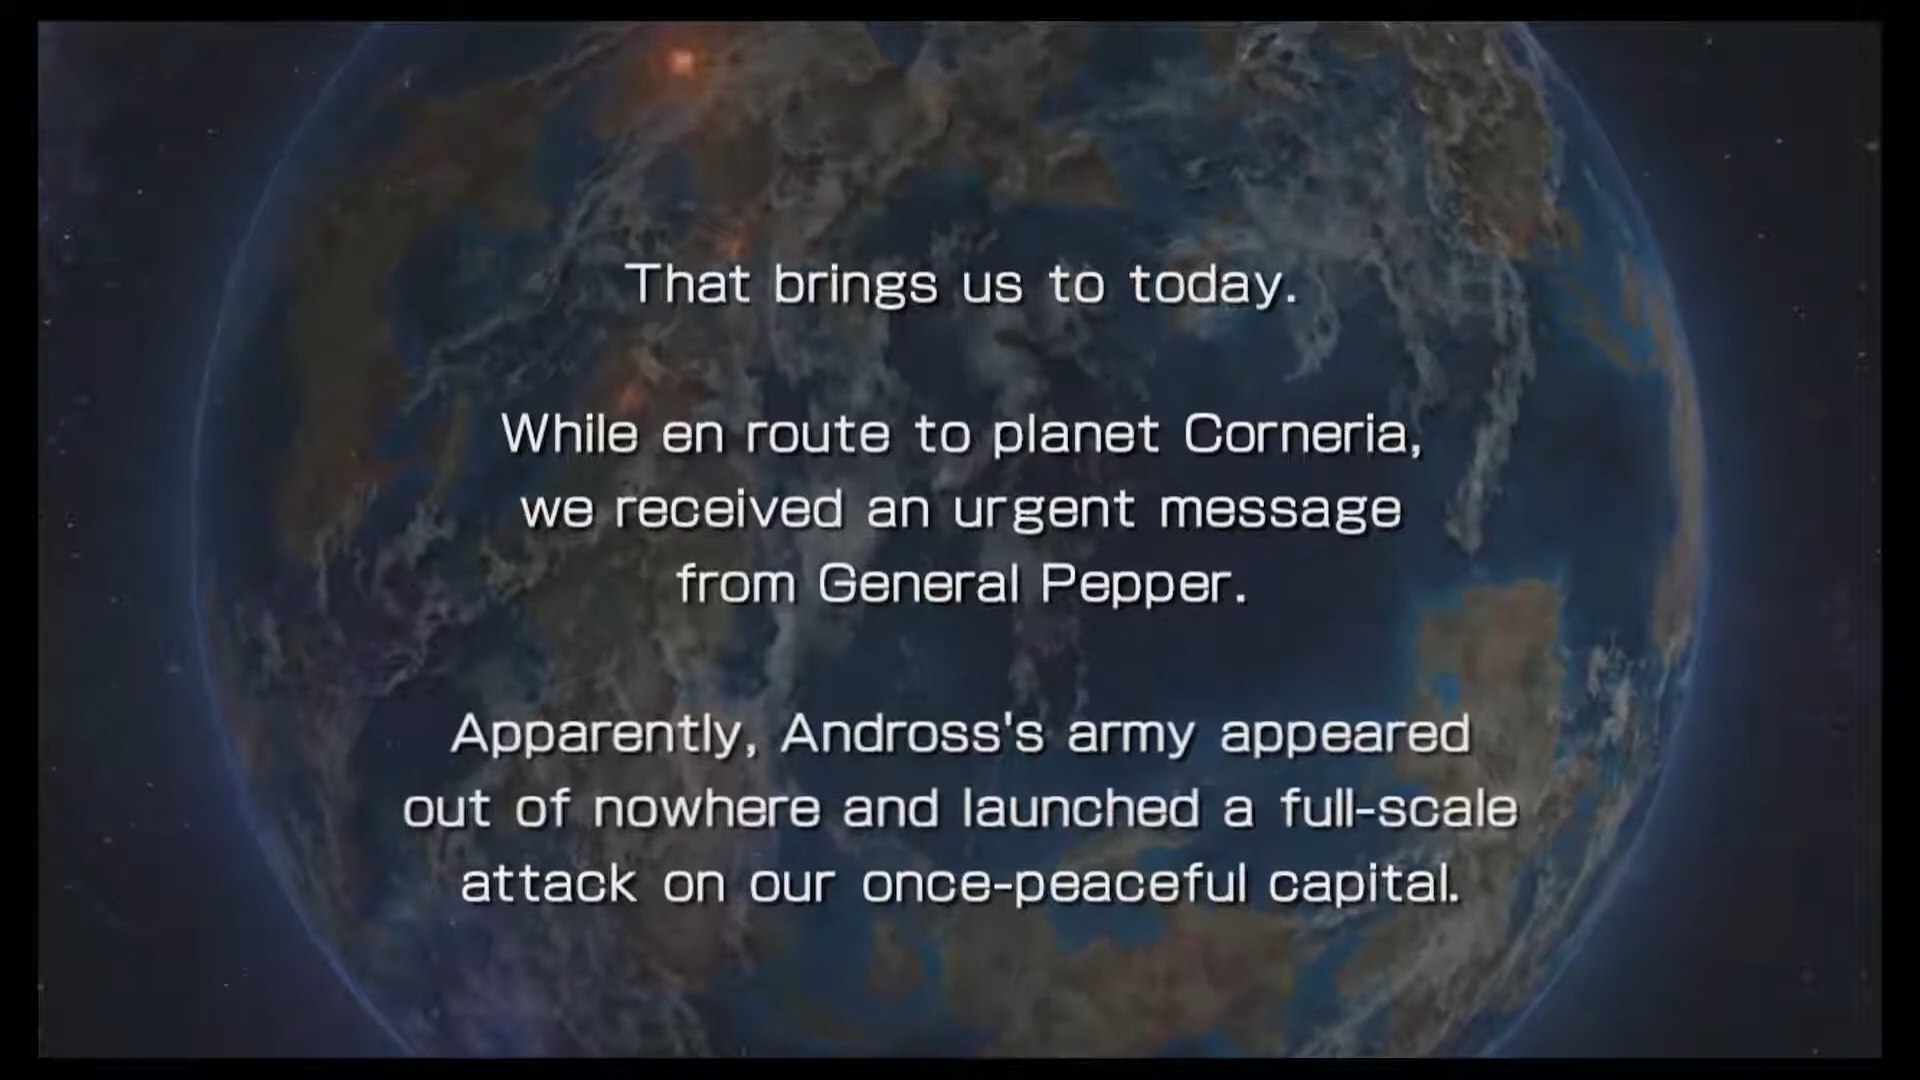 That brings us to today.
While en route to planet Corneria,
we received an urgent message
from General Pepper.
Apparently, Andross's army appeared
out of nowhere and launched a full-scale
attack on our once-peaceful capital.